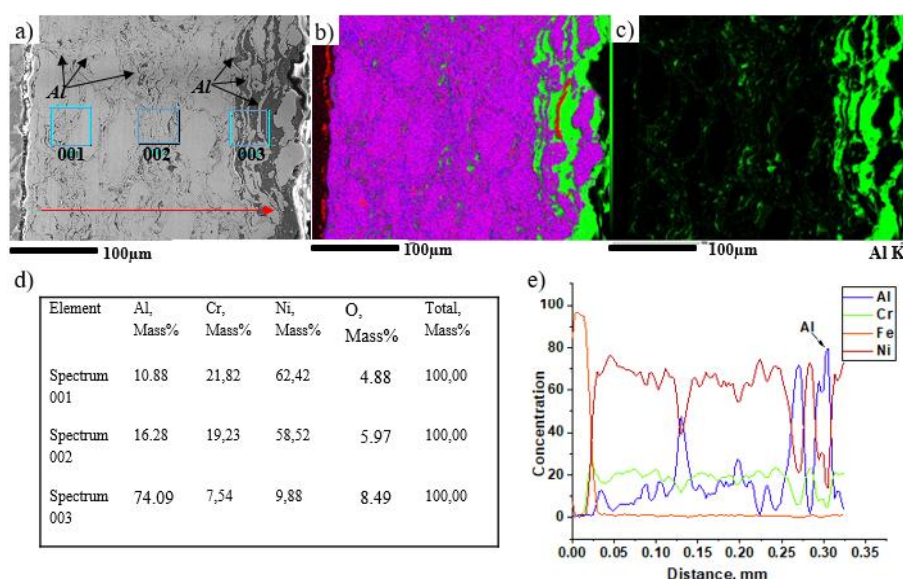 a)
Al
Al
001
002
003
100µm
b)
100µm
c)
100µm
Al K
d)
Element Al, Mass% Cr, Mass% Ni, Mass% O, Mass% Total, Mass%
Spectrum 001 10.88 21,82 62,42 4.88 100,00
Spectrum 002 16.28 19,23 58,52 5.97 100,00
Spectrum 003 74.09 7,54 9,88 8.49 100,00
e)
100
80
60
40
20
0
Concentration
Al
Al
Cr
Fe
Ni
0.00 0.05 0.10 0.15 0.20 0.25 0.30 0.35
Distance, mm